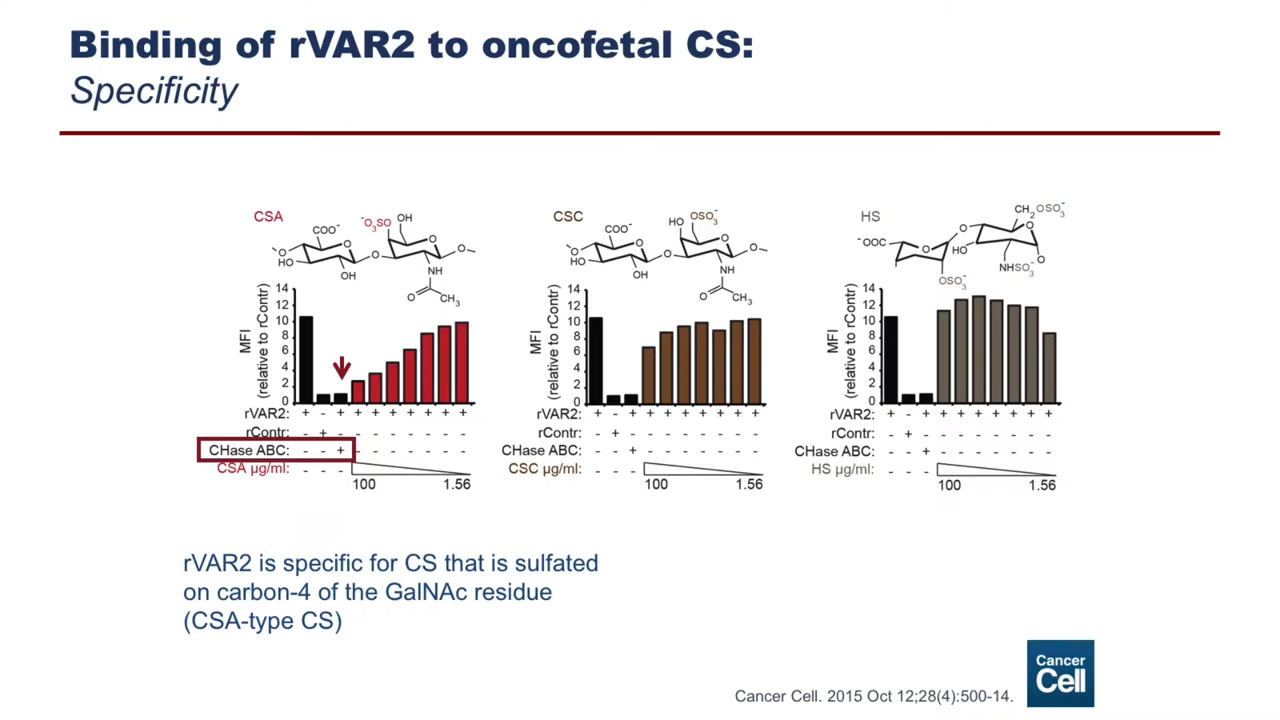 Binding of rVAR2 to oncofetal CS:
Specificity
CSA
⁻O₃SO
OH
COO⁻
O
O
O
O
HO
OH
NH
O
CH₃
MFI
(relative to rContr)
14
12
10
8
6
4
2
0
rVAR2: + - + + + + + + + +
rContr: - + - - - - - - - -
CHase ABC: - - + - - - - - - -
CSA µg/ml: - - -
100 1.56
CSC
HO
OSO₃⁻
COO⁻
O
O
O
O
HO
OH
NH
O
CH₃
MFI
(relative to rContr)
14
12
10
8
6
4
2
0
rVAR2: + - + + + + + + + +
rContr: - + - - - - - - - -
CHase ABC: - - + - - - - - - -
CSC µg/ml: - - -
100 1.56
HS
CH₂OSO₃⁻
⁻OOC
O
O
O
HO
O
NHSO₃⁻
OSO₃⁻
MFI
(relative to rContr)
14
12
10
8
6
4
2
0
rVAR2: + - + + + + + + + +
rContr: - + - - - - - - - -
CHase ABC: - - + - - - - - - -
HS µg/ml: - - -
100 1.56
rVAR2 is specific for CS that is sulfated
on carbon-4 of the GalNAc residue
(CSA-type CS)
Cancer Cell. 2015 Oct 12;28(4):500-14.
Cancer
Cell